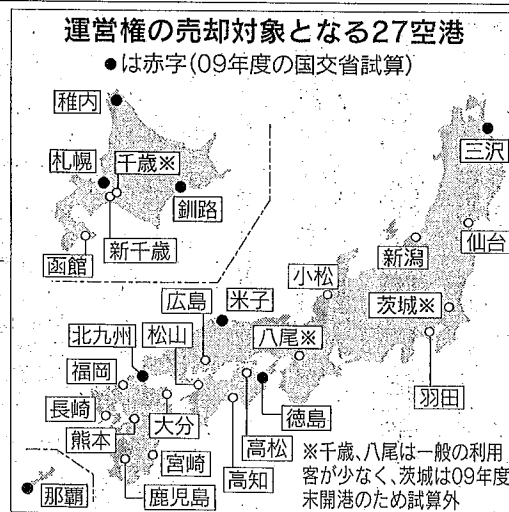 運営権の売却対象となる27空港
●は赤字(09年度の国交省試算)
稚内
札幌
千歳※
釧路
新千歳
函館
三沢
仙台
新潟
小松
茨城※
羽田
広島
米子
北九州
松山
八尾※
福岡
長崎
熊本
大分
宮崎
鹿児島
高知
高松
徳島
那覇
※千歳、八尾は一般の利用
客が少なく、茨城は09年度
末開港のため試算外